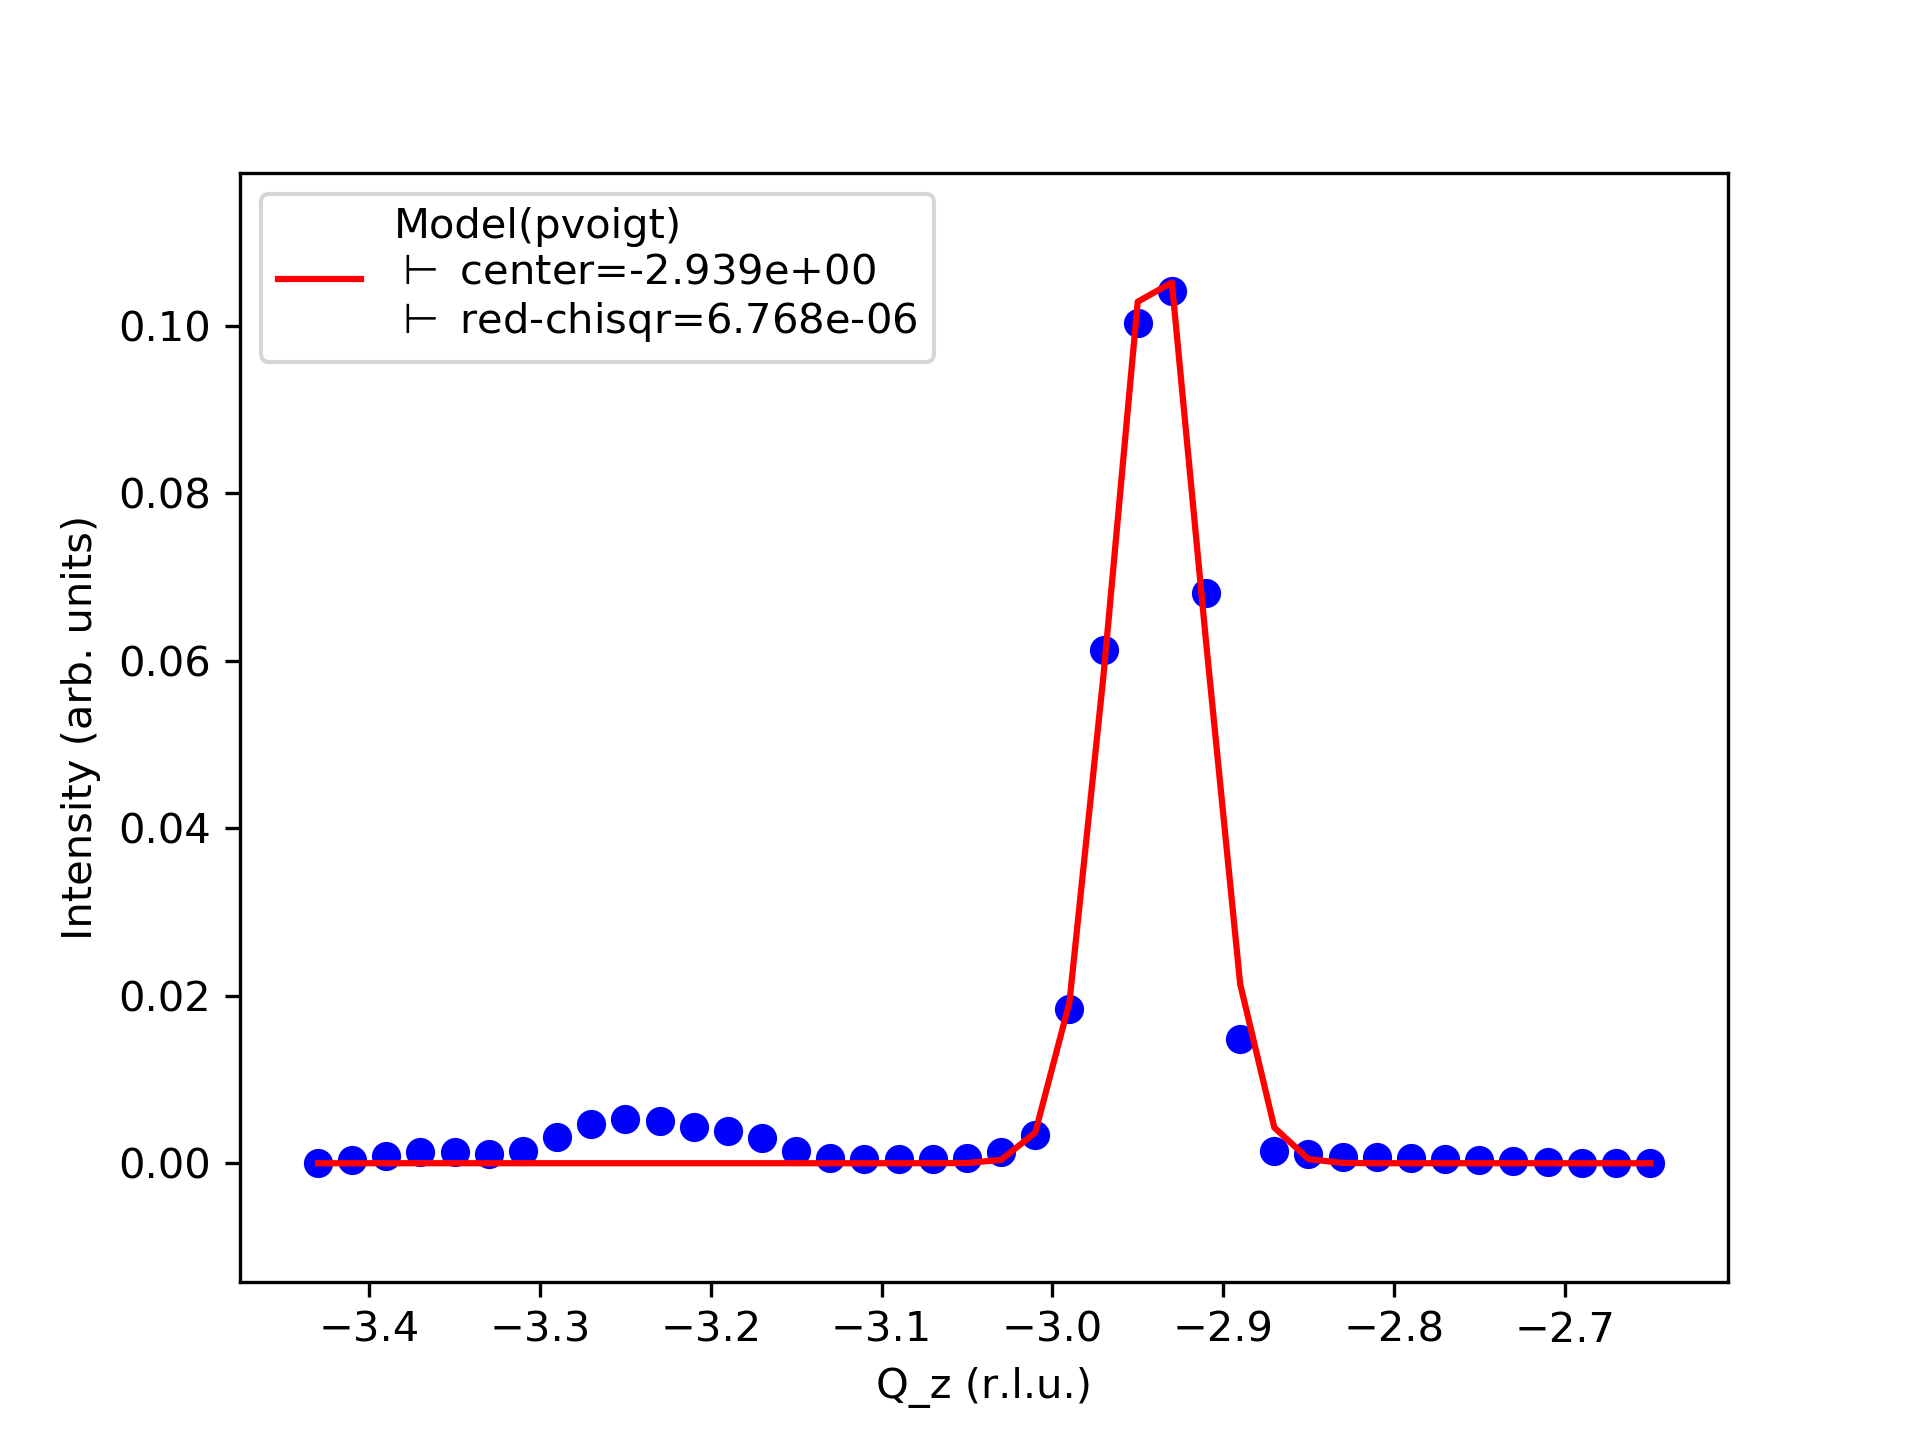 Model(pvoigt)
⊢ center=-2.939e+00
⊢ red-chisqr=6.768e-06
0.10
0.08
0.06
0.04
0.02
0.00
Intensity (arb. units)
−3.4 −3.3 −3.2 −3.1 −3.0 −2.9 −2.8 −2.7
Q_z (r.l.u.)